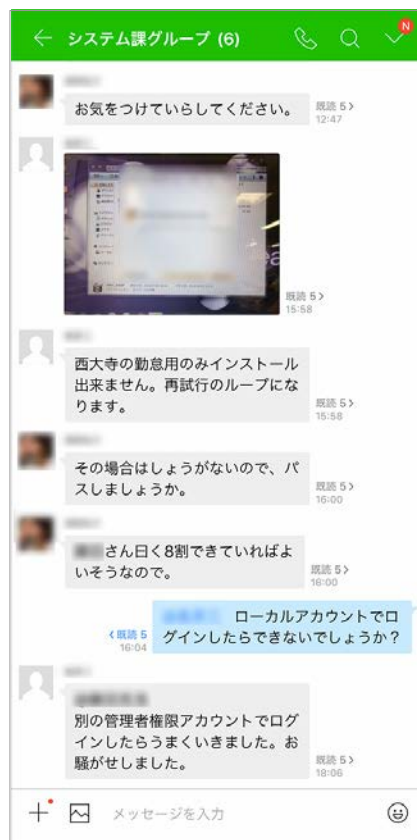 システム課グループ (6)
N
お気をつけていらしてください。
既読 5
12:47
既読 5
15:58
西大寺の勤怠用のみインストール
出来ません。再試行のループにな
ります。
既読 5
15:58
その場合はしょうがないので、パ
スしましょうか。
既読 5
16:00
さん曰く8割できていればよ
いそうなので。
既読 5
16:00
ローカルアカウントでロ
グインしたらできないでしょうか？
既読 5
16:04
別の管理者権限アカウントでログ
インしたらうまくいきました。お
騒がせしました。
既読 5
18:06
メッセージを入力